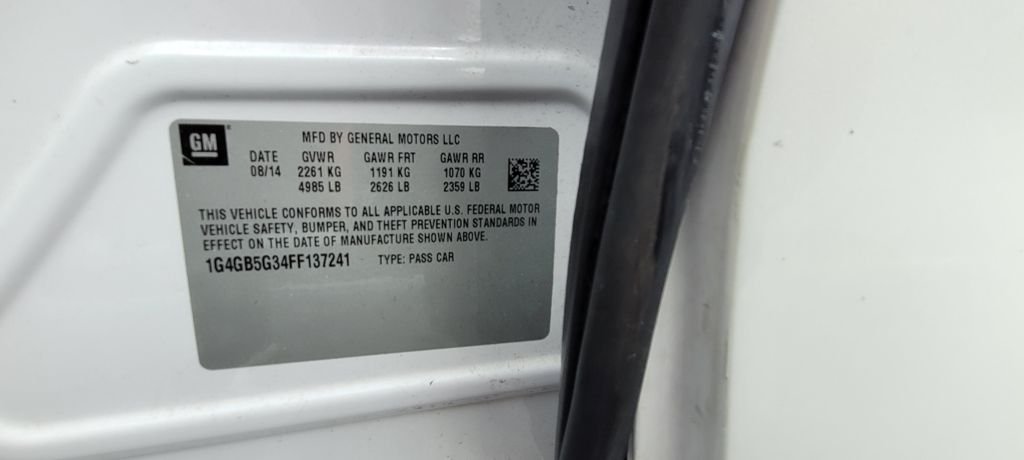 GM
MFD BY GENERAL MOTORS LLC
DATE GVWR GAWR FRT GAWR RR
08/14 2261 KG 1191 KG 1070 KG
4985 LB 2626 LB 2359 LB
THIS VEHICLE CONFORMS TO ALL APPLICABLE U.S. FEDERAL MOTOR
VEHICLE SAFETY, BUMPER, AND THEFT PREVENTION STANDARDS IN
EFFECT ON THE DATE OF MANUFACTURE SHOWN ABOVE.
1G4GB5G34FF137241 TYPE: PASS CAR